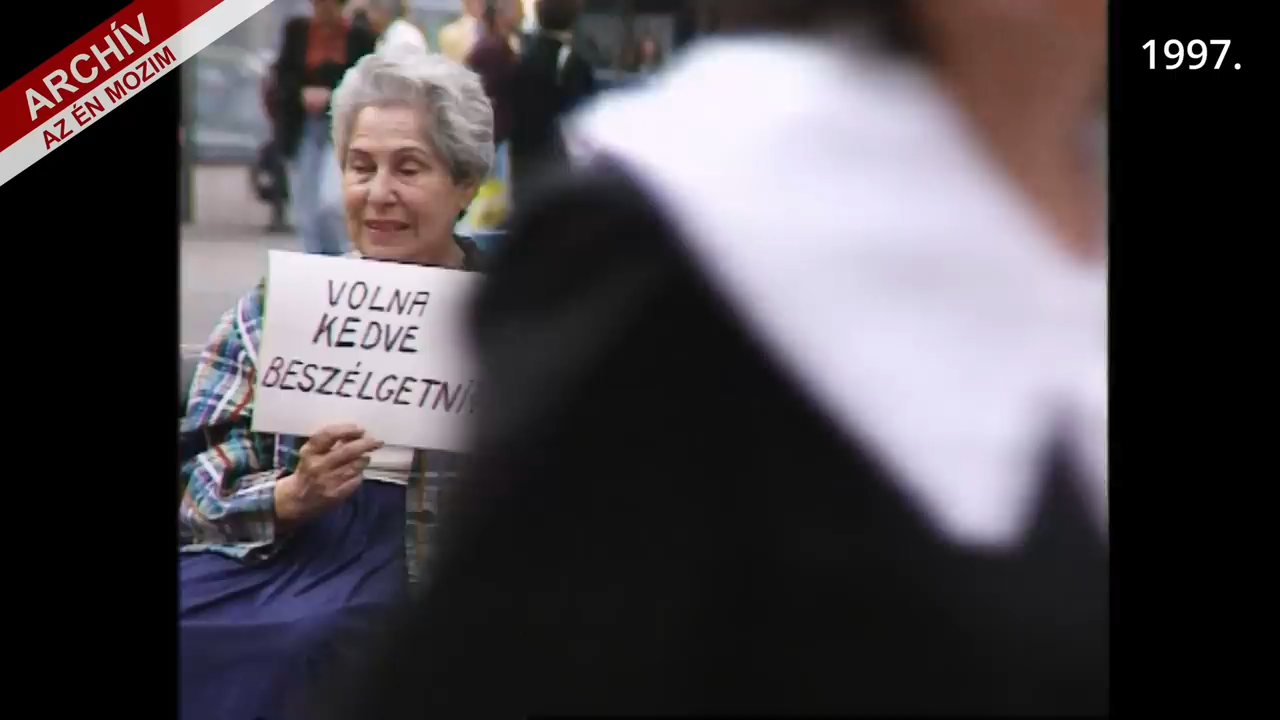 ARCHÍV
AZ ÉN MOZIM
1997.
VOLNA
KEDVE
BESZÉLGETNI